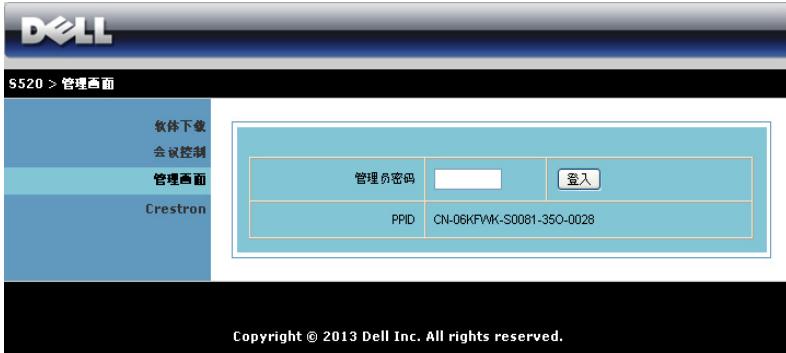 DELL
S520 > 管理画面
软体下载
会议控制
管理画面
Crestron
管理员密码 登入
PPID CN-06KFWK-S0081-35O-0028
Copyright © 2013 Dell Inc. All rights reserved.